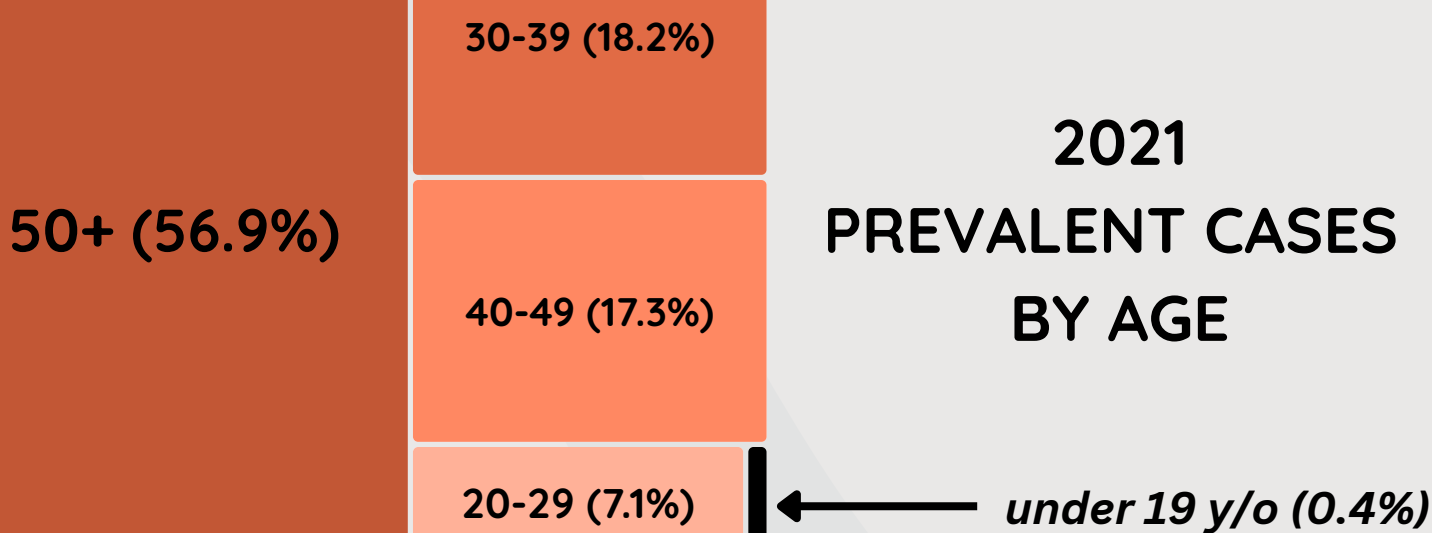 30-39 (18.2%)
50+ (56.9%)
40-49 (17.3%)
20-29 (7.1%)
2021
PREVALENT CASES
BY AGE
under 19 y/o (0.4%)